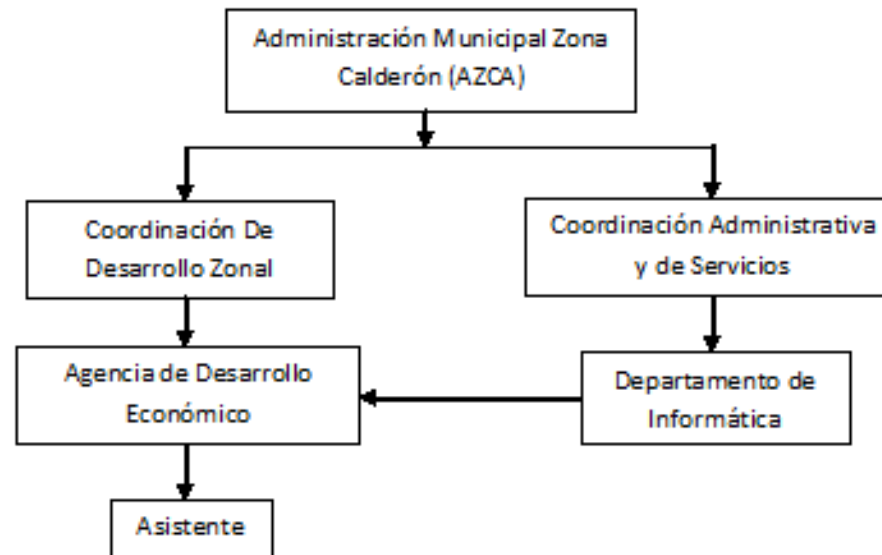 Administración Municipal Zona
Calderón (AZCA)
Coordinación De
Desarrollo Zonal
Coordinación Administrativa
y de Servicios
Agencia de Desarrollo
Económico
Departamento de
Informática
Asistente